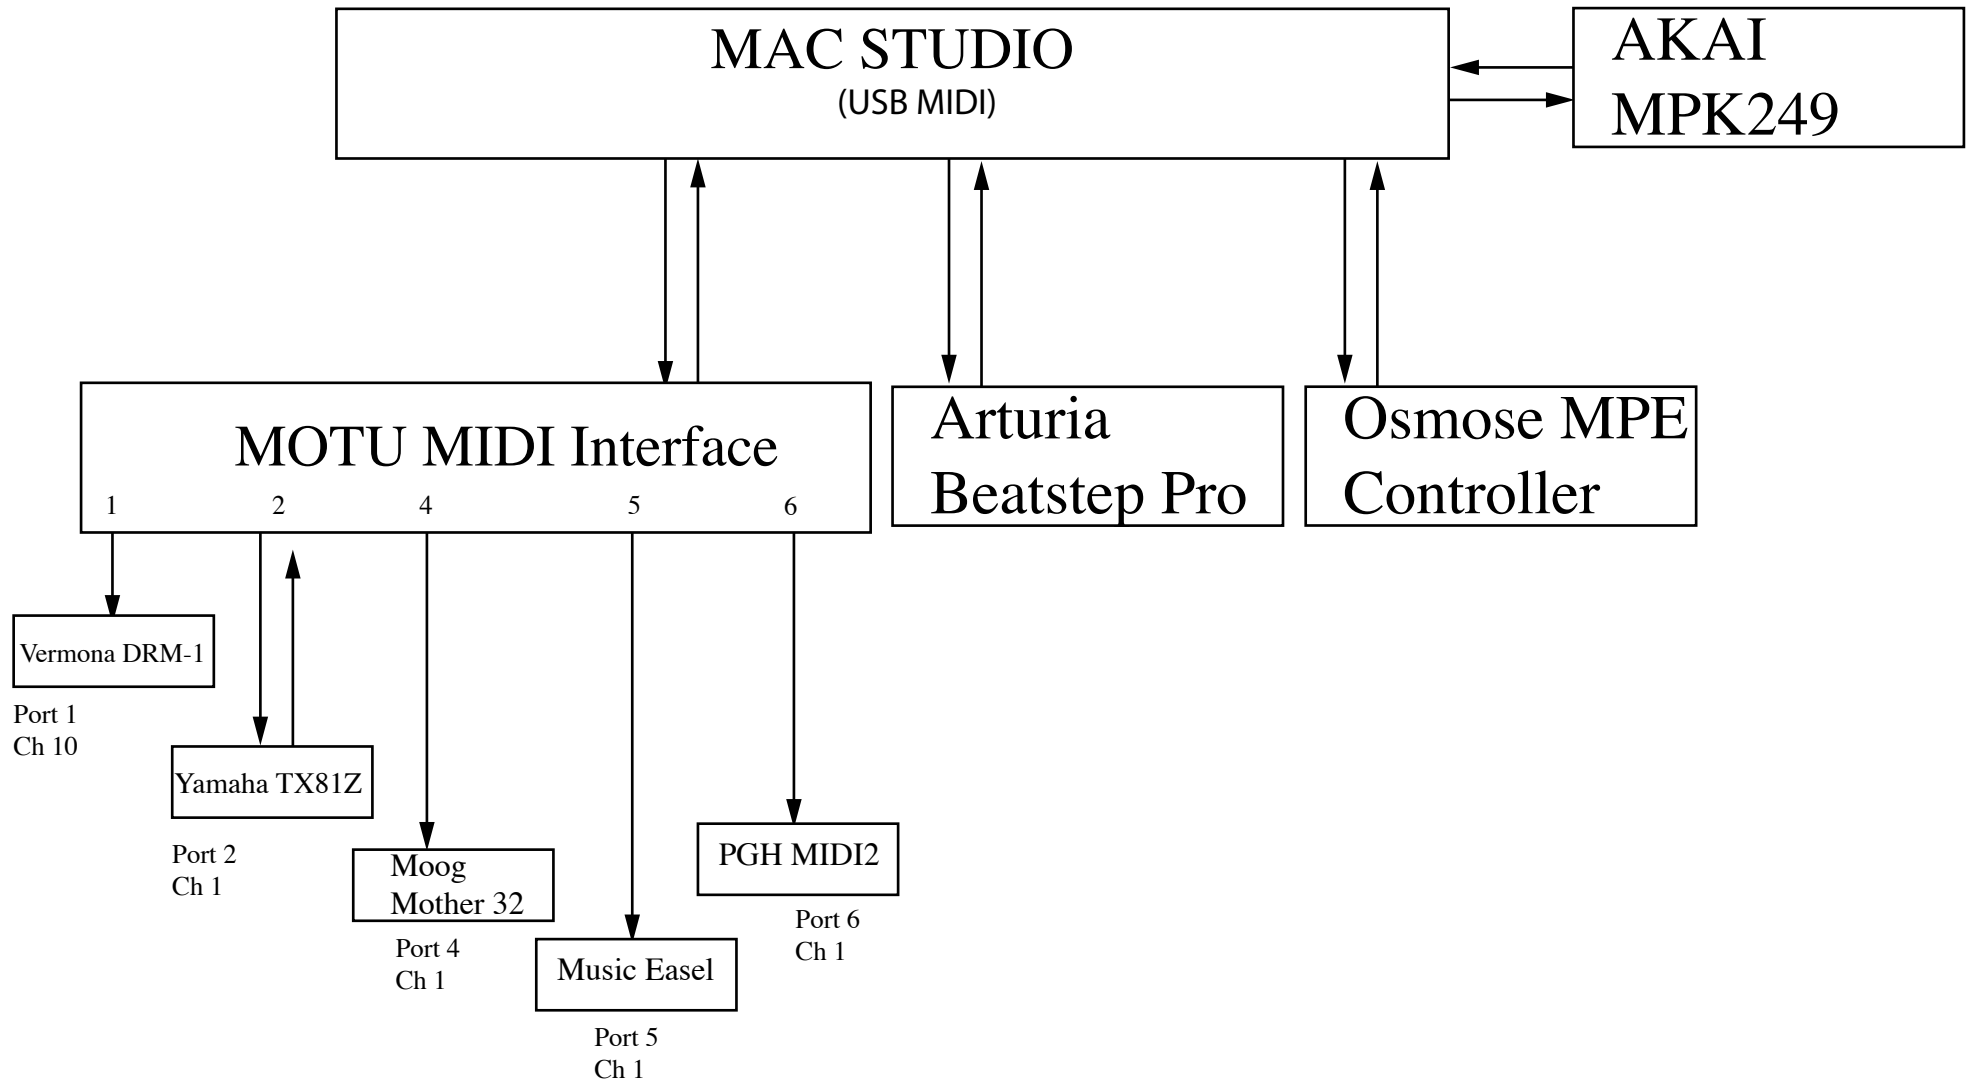 MAC STUDIO
(USB MIDI)
AKAI
MPK249
MOTU MIDI Interface
1 2 4 5 6
Arturia
Beatstep Pro
Osmose MPE
Controller
Vermona DRM-1
Port 1
Ch 10
Yamaha TX81Z
Port 2
Ch 1
Moog
Mother 32
Port 4
Ch 1
Music Easel
Port 5
Ch 1
PGH MIDI2
Port 6
Ch 1